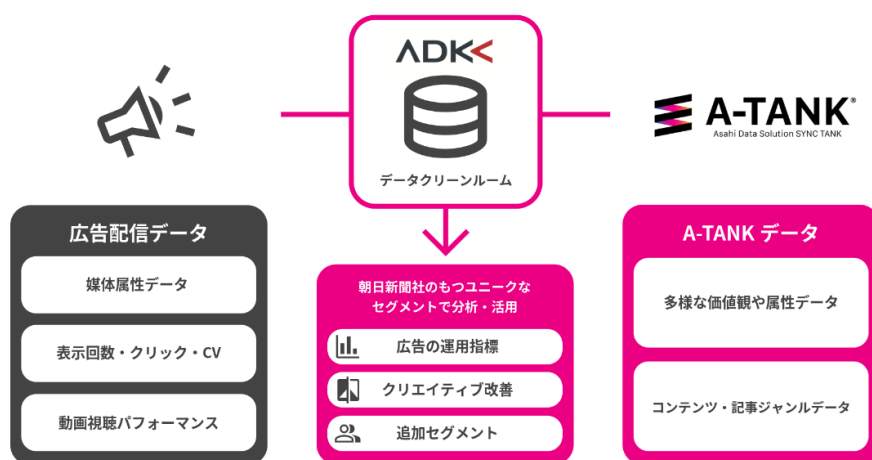 ADK
データクリーンルーム
A-TANK®
Asahi Data Solution SYNC TANK
広告配信データ
媒体属性データ
表示回数・クリック・CV
動画視聴パフォーマンス
朝日新聞社のもつユニークな
セグメントで分析・活用
広告の運用指標
クリエイティブ改善
追加セグメント
A-TANK データ
多様な価値観や属性データ
コンテンツ・記事ジャンルデータ